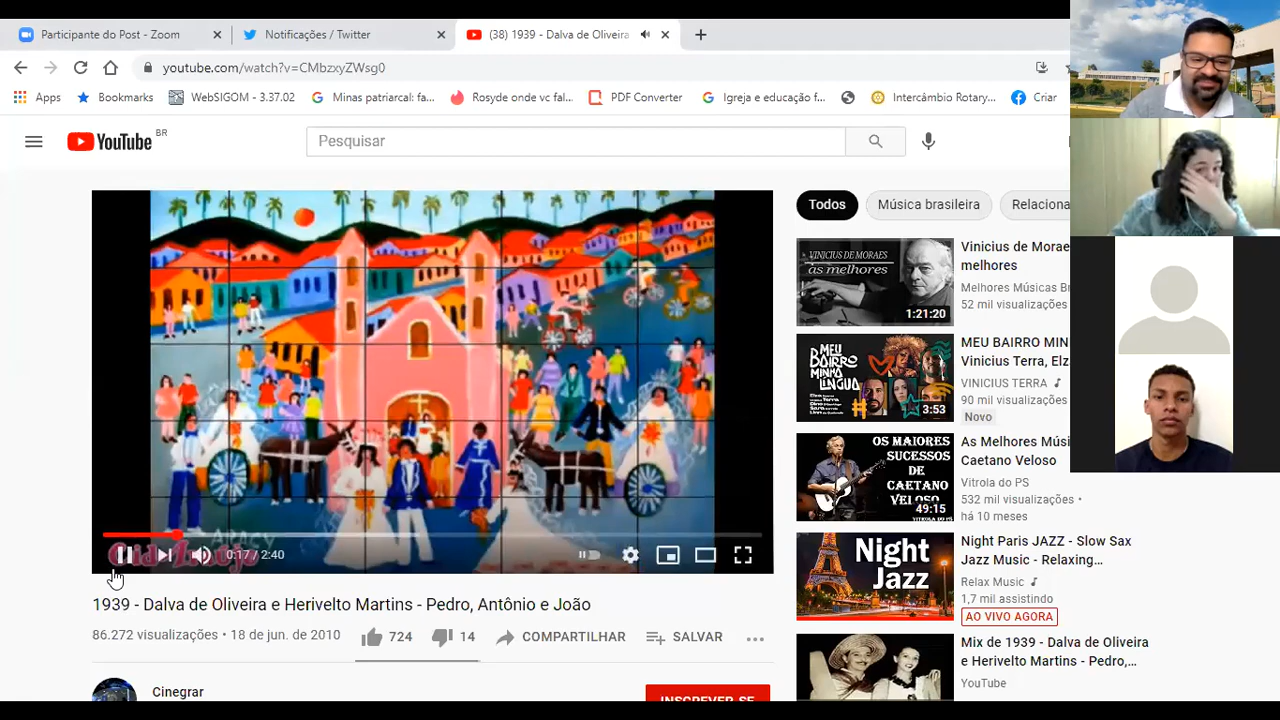 Participante do Post - Zoom
Notificações / Twitter
(38) 1939 - Dalva de Oliveira
youtube.com/watch?v=CMbzxyZWsg0
Apps
Bookmarks
WebSIGOM - 3.37.02
Minas patriarcal: fa...
Rosyde onde vc fal...
PDF Converter
Igreja e educação f...
Intercâmbio Rotary...
Criar
YouTube BR
Pesquisar
Todos
Música brasileira
Relaciona
VINICIUS DE MORAES
as melhores
1:21:20
Vinicius de Morae
melhores
Melhores Músicas Br
52 mil visualizações
MEU
BAIRRO
MINHA
LÍNGUA
3:53
MEU BAIRRO MIN
Vinicius Terra, Elz
VINICIUS TERRA
90 mil visualizações
Novo
OS MAIORES
SUCESSOS
DE
CAETANO
VELOSO
VITROLA DO PS
49:15
As Melhores Músi
Caetano Veloso
Vitrola do PS
532 mil visualizações •
há 10 meses
Night
Jazz
Night Paris JAZZ - Slow Sax
Jazz Music - Relaxing...
Relax Music
1,7 mil assistindo
AO VIVO AGORA
Mix de 1939 - Dalva de Oliveira
e Herivelto Martins - Pedro,...
YouTube
0:17 / 2:40
1939 - Dalva de Oliveira e Herivelto Martins - Pedro, Antônio e João
86.272 visualizações • 18 de jun. de 2010
724
14
COMPARTILHAR
SALVAR
Cinegrar
INSCREVER-SE